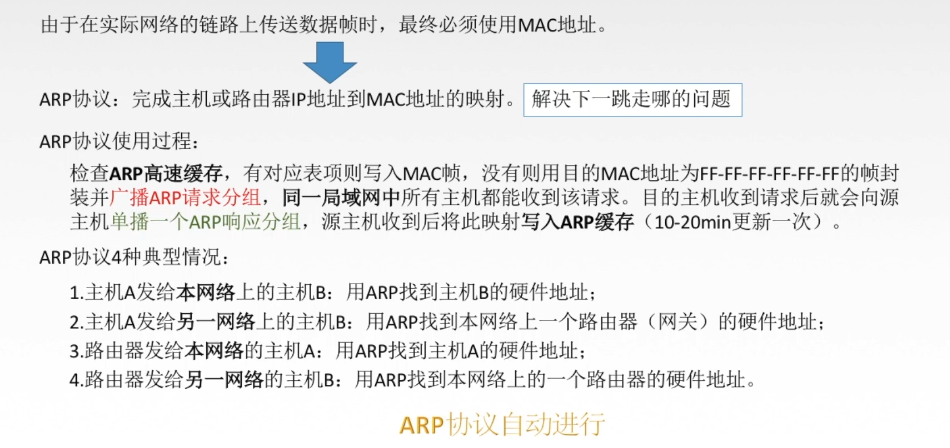 由于在实际网络的链路上传送数据帧时，最终必须使用MAC地址。
ARP协议：完成主机或路由器IP地址到MAC地址的映射。 解决下一跳走哪的问题
ARP协议使用过程：
检查ARP高速缓存，有对应表项则写入MAC帧，没有则用目的MAC地址为FF-FF-FF-FF-FF-FF的帧封
装并广播ARP请求分组，同一局域网中所有主机都能收到该请求。目的主机收到请求后就会向源
主机单播一个ARP响应分组，源主机收到后将此映射写入ARP缓存（10-20min更新一次）。
ARP协议4种典型情况：
1.主机A发给本网络上的主机B：用ARP找到主机B的硬件地址；
2.主机A发给另一网络上的主机B：用ARP找到本网络上一个路由器（网关）的硬件地址；
3.路由器发给本网络的主机A：用ARP找到主机A的硬件地址；
4.路由器发给另一网络的主机B：用ARP找到本网络上的一个路由器的硬件地址。
ARP协议自动进行